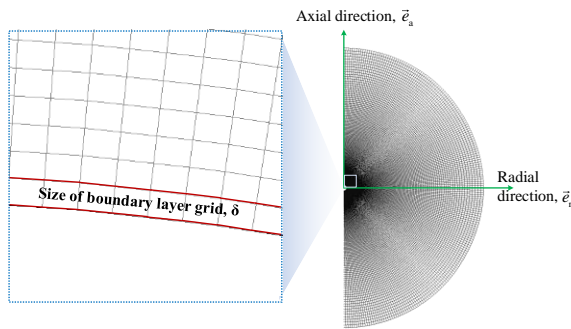 Axial direction, e⃗a
Size of boundary layer grid, δ
Radial
direction, e⃗r